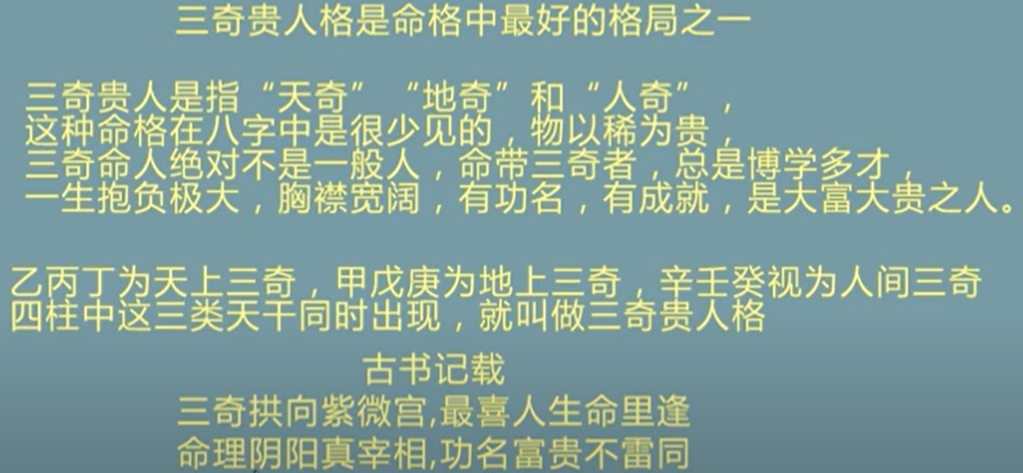 三奇贵人格是命格中最好的格局之一
三奇贵人是指“天奇”“地奇”和“人奇”，
这种命格在八字中是很少见的，物以稀为贵，
三奇命人绝对不是一般人，命带三奇者，总是博学多才，
一生抱负极大，胸襟宽阔，有功名，有成就，是大富大贵之人。
乙丙丁为天上三奇，甲戊庚为地上三奇，辛壬癸视为人间三奇
四柱中这三类天干同时出现，就叫做三奇贵人格
古书记载
三奇拱向紫微宫,最喜人生命里逢
命理阴阳真宰相,功名富贵不雷同